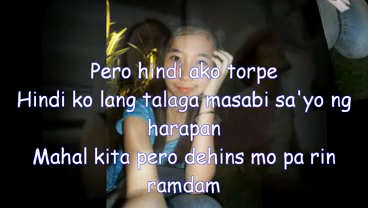 Pero hindi ako torpe
Hindi ko lang talaga masabi sa'yo ng
harapan
Mahal kita pero dehins mo pa rin
ramdam